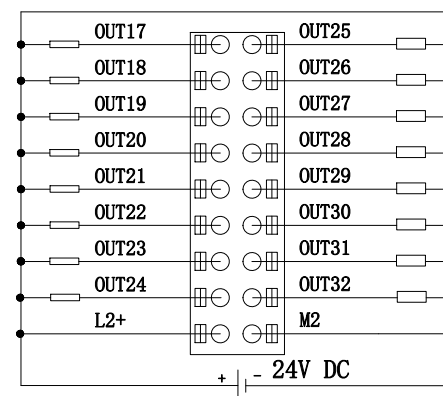 OUT17 OUT25
OUT18 OUT26
OUT19 OUT27
OUT20 OUT28
OUT21 OUT29
OUT22 OUT30
OUT23 OUT31
OUT24 OUT32
L2+ M2
+ - 24V DC